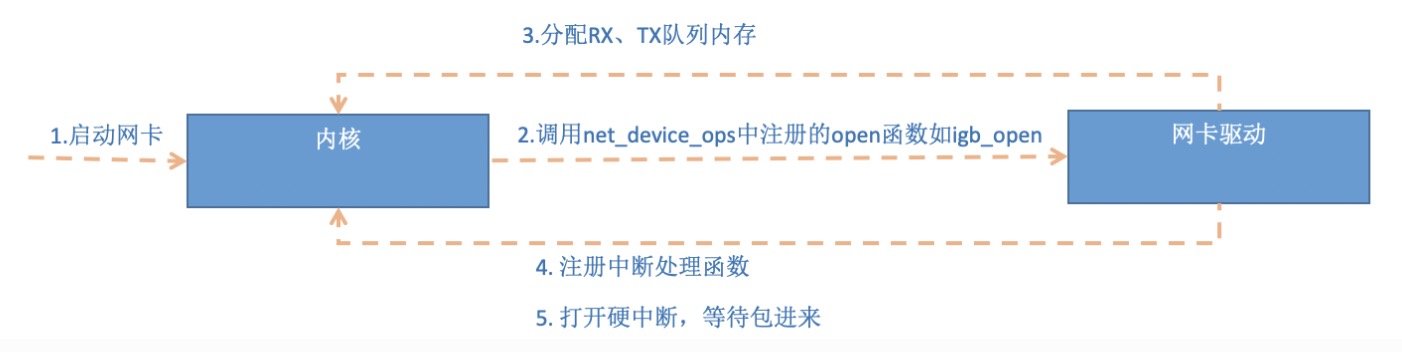 3.分配RX、TX队列内存
1.启动网卡
内核
2.调用net_device_ops中注册的open函数如igb_open
网卡驱动
4. 注册中断处理函数
5. 打开硬中断，等待包进来